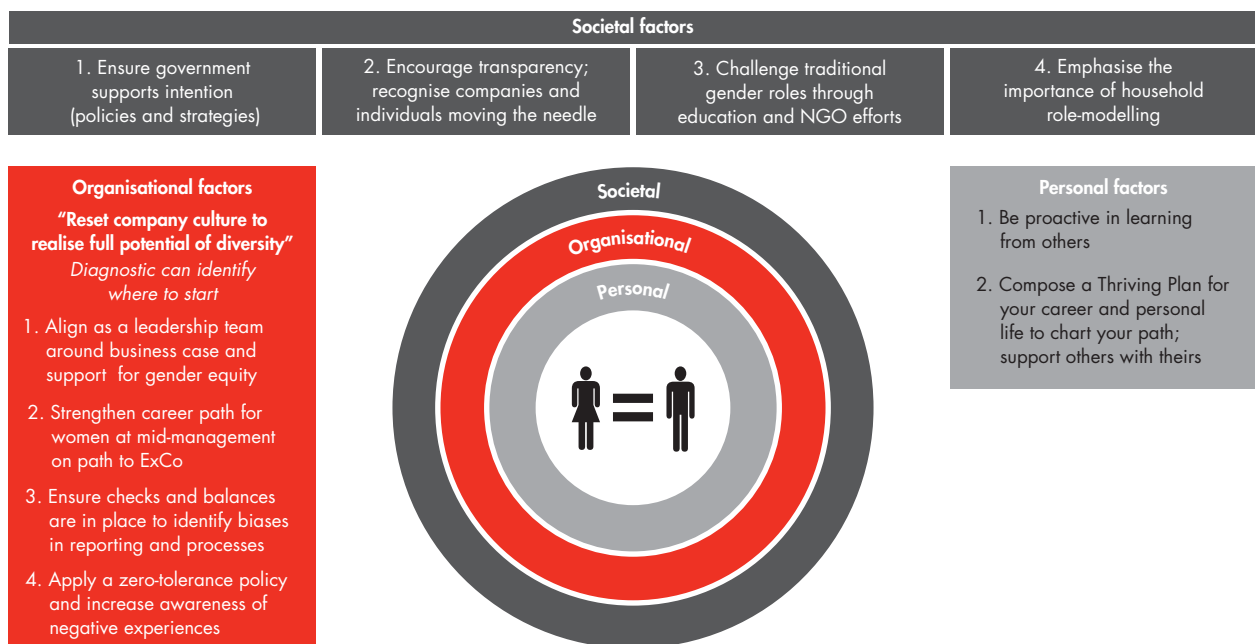 Societal factors
1. Ensure government
supports intention
(policies and strategies)
2. Encourage transparency;
recognise companies and
individuals moving the needle
3. Challenge traditional
gender roles through
education and NGO efforts
4. Emphasise the
importance of household
role-modelling
Organisational factors
“Reset company culture to
realise full potential of diversity”
Diagnostic can identify
where to start
1. Align as a leadership team
around business case and
support for gender equity
2. Strengthen career path for
women at mid-management
on path to ExCo
3. Ensure checks and balances
are in place to identify biases
in reporting and processes
4. Apply a zero-tolerance policy
and increase awareness of
negative experiences
Societal
Organisational
Personal
Personal factors
1. Be proactive in learning
from others
2. Compose a Thriving Plan for
your career and personal
life to chart your path;
support others with theirs